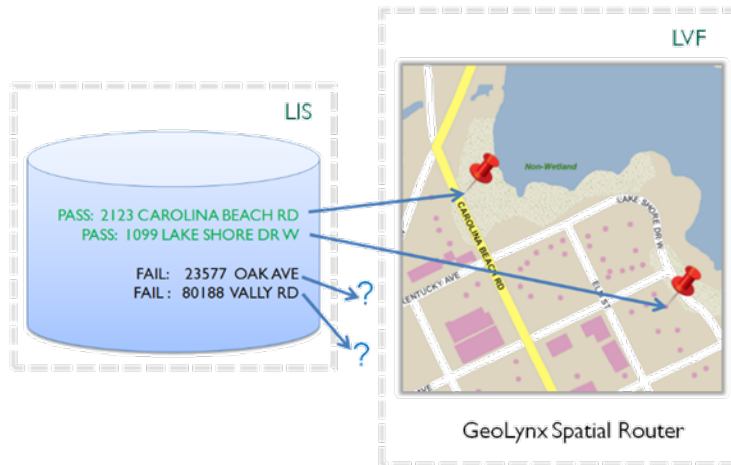 LVF
LIS
PASS: 2123 CAROLINA BEACH RD
PASS: 1099 LAKE SHORE DR W
FAIL: 23577 OAK AVE
FAIL : 80188 VALLY RD
?
?
Non-Wetland
CAROLINA BEACH RD
LAKE SHORE DR W
KENTUCKY AVE
ELM ST
AVE
GeoLynx Spatial Router